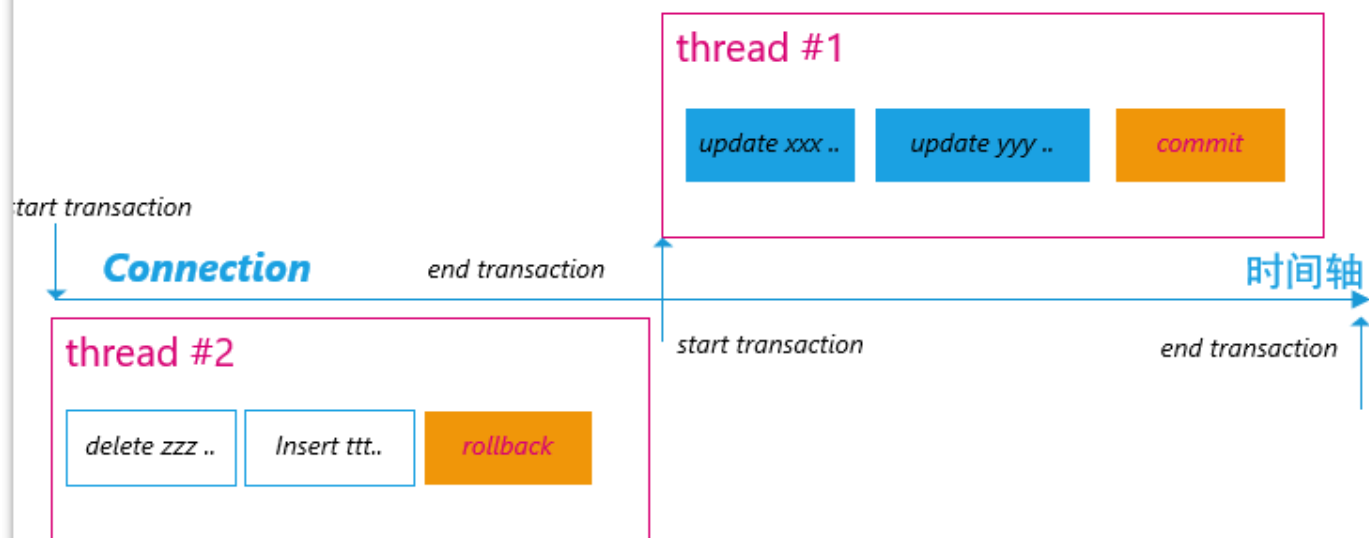 thread #1
update xxx ..
update yyy ..
commit
tart transaction
Connection
end transaction
时间轴
start transaction
end transaction
thread #2
delete zzz ..
Insert ttt..
rollback